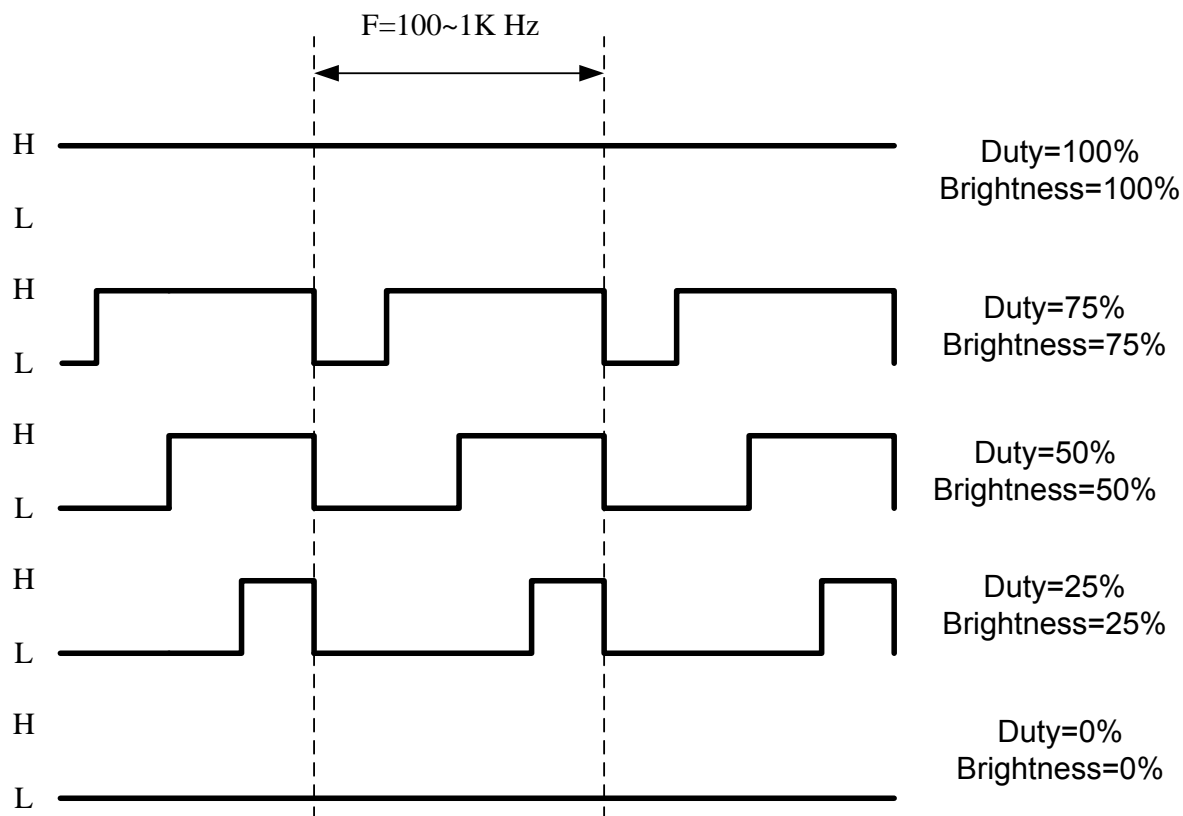 F=100~1K Hz
H
L
Duty=100%
Brightness=100%
H
L
Duty=75%
Brightness=75%
H
L
Duty=50%
Brightness=50%
H
L
Duty=25%
Brightness=25%
H
L
Duty=0%
Brightness=0%